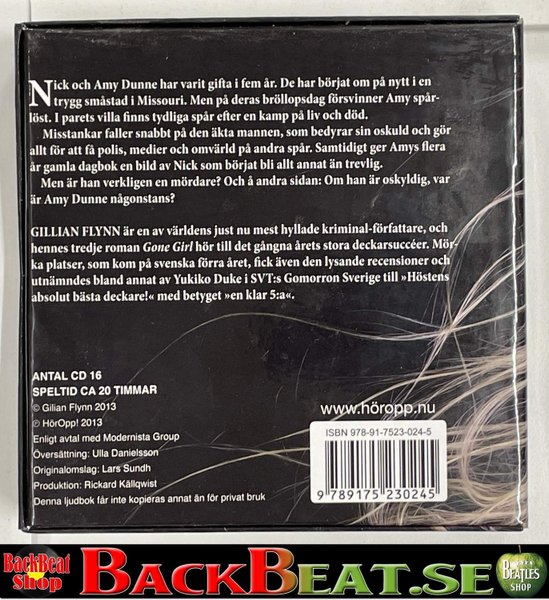 Nick och Amy Dunne har varit gifta i fem år. De har börjat om på nytt i en
trygg småstad i Missouri. Men på deras bröllopsdag försvinner Amy spår-
löst. I parets villa finns tydliga spår efter en kamp på liv och död.
Misstankar faller snabbt på den äkta mannen, som bedyrar sin oskuld och gör
allt för att få polis, medier och omvärld på andra spår. Samtidigt ger Amys flera
år gamla dagbok en bild av Nick som börjat bli allt annat än trevlig.
Men är han verkligen en mördare? Och å andra sidan: Om han är oskyldig, var
är Amy Dunne någonstans?
GILLIAN FLYNN är en av världens just nu mest hyllade kriminal-författare, och
hennes tredje roman Gone Girl hör till det gångna årets stora deckarsuccéer. Mör-
ka platser, som kom på svenska förra året, fick även den lysande recensioner och
utnämndes bland annat av Yukiko Duke i SVT:s Gomorron Sverige till »Höstens
absolut bästa deckare!« med betyget »en klar 5:a«.
ANTAL CD 16
SPELTID CA 20 TIMMAR
© Gilian Flynn 2013
℗ HörOpp! 2013
Enligt avtal med Modernista Group
Översättning: Ulla Danielsson
Originalomslag: Lars Sundh
Produktion: Rickard Källqwist
Denna ljudbok får inte kopieras annat än för privat bruk
www.höropp.nu
ISBN 978-91-7523-024-5
9 789175 230245
BackBeat
Shop
BACKBEAT.SE
BEATLES
SHOP